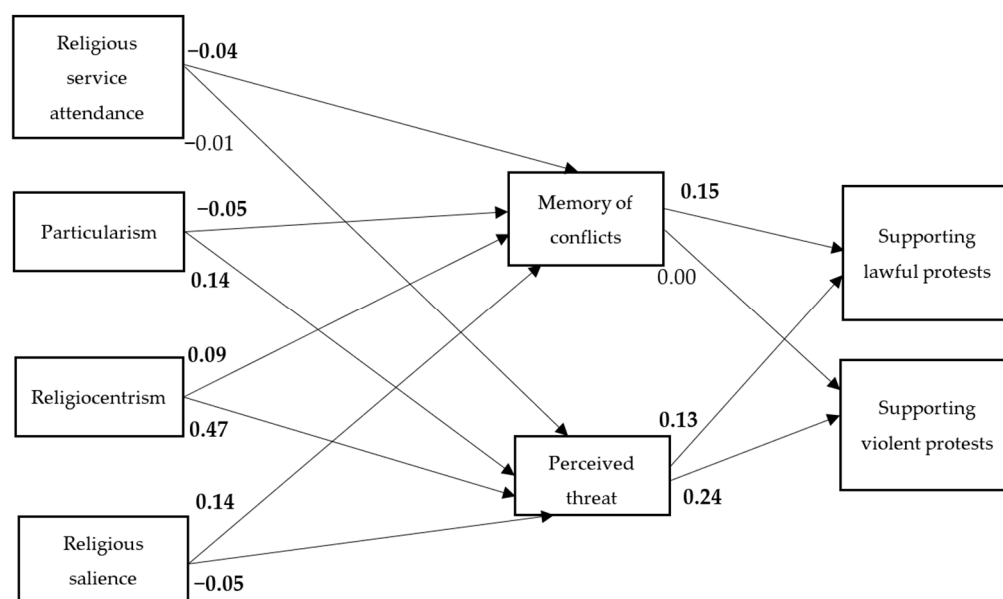 Religious
service
attendance
−0.04
−0.01
Particularism
−0.05
0.14
Religiocentrism
0.09
0.47
Religious
salience
0.14
−0.05
Memory of
conflicts
0.15
0.00
Perceived
threat
0.13
0.24
Supporting
lawful protests
Supporting
violent protests